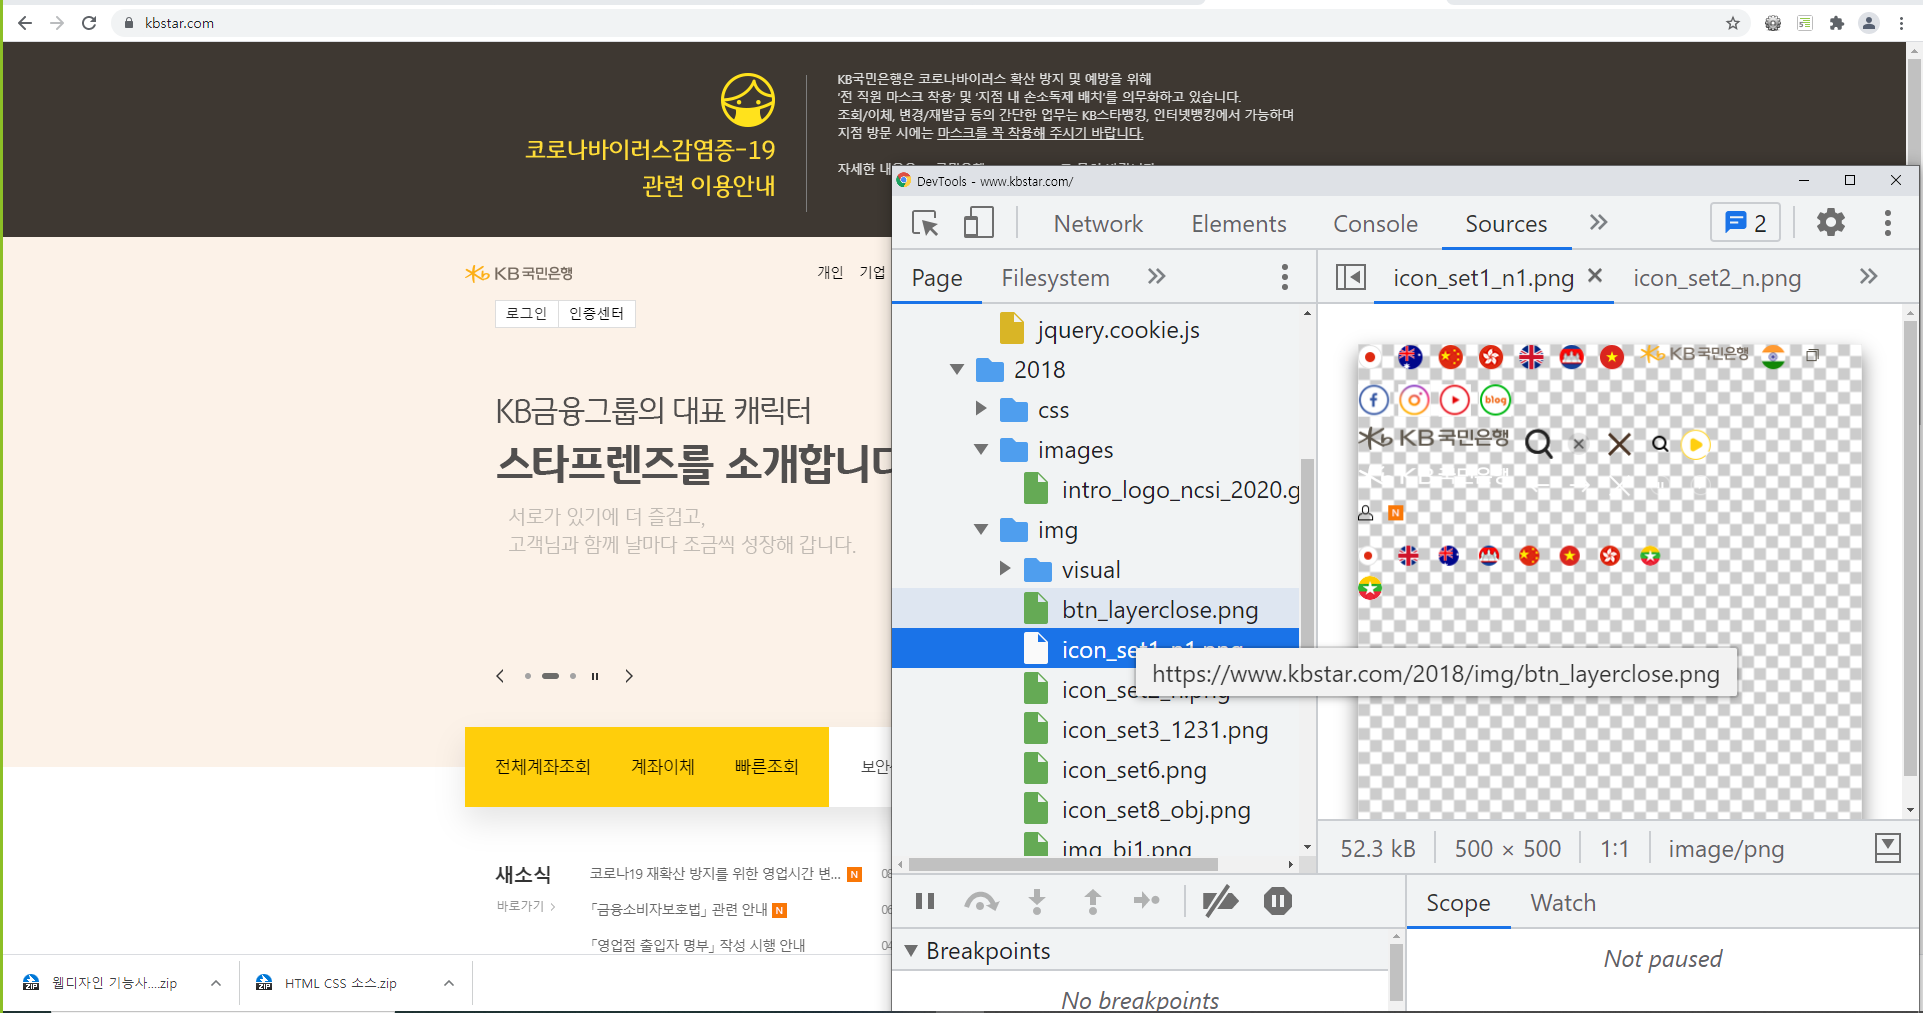 kbstar.com
KB국민은행은 코로나바이러스 확산 방지 및 예방을 위해
'전 직원 마스크 착용' 및 '지점 내 손소독제 배치'를 의무화하고 있습니다.
조회/이체, 변경/재발급 등의 간단한 업무는 KB스타뱅킹, 인터넷뱅킹에서 가능하며
지점 방문 시에는 마스크를 꼭 착용해 주시기 바랍니다.
자세한
코로나바이러스감염증-19
관련 이용안내
KB국민은행
개인 기업
로그인 인증센터
KB금융그룹의 대표 캐릭터
스타프렌즈를 소개합니다
서로가 있기에 더 즐겁고,
고객님과 함께 날마다 조금씩 성장해 갑니다.
전체계좌조회 계좌이체 빠른조회 보안
새소식
바로가기
코로나19 재확산 방지를 위한 영업시간 변... N 08
「금융소비자보호법」 관련 안내 N 06
「영업점 출입자 명부」 작성 시행 안내 04
웹디자인 기능사....zip
HTML CSS 소스.zip
DevTools - www.kbstar.com/
Network Elements Console Sources 2
Page Filesystem
icon_set1_n1.png icon_set2_n.png
jquery.cookie.js
2018
css
images
intro_logo_ncsi_2020.g
img
visual
btn_layerclose.png
icon_set1_n1.png
https://www.kbstar.com/2018/img/btn_layerclose.png
icon_set2_n.png
icon_set3_1231.png
icon_set6.png
icon_set8_obj.png
img_bi1.png
KB국민은행
blog
KB국민은행
KB국민은행
N
52.3 kB 500 × 500 1:1 image/png
Scope Watch
Breakpoints
Not paused
No breakpoints